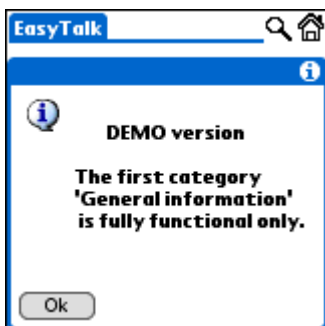 EasyTalk
DEMO version
The first category
'General information'
is fully functional only.
Ok